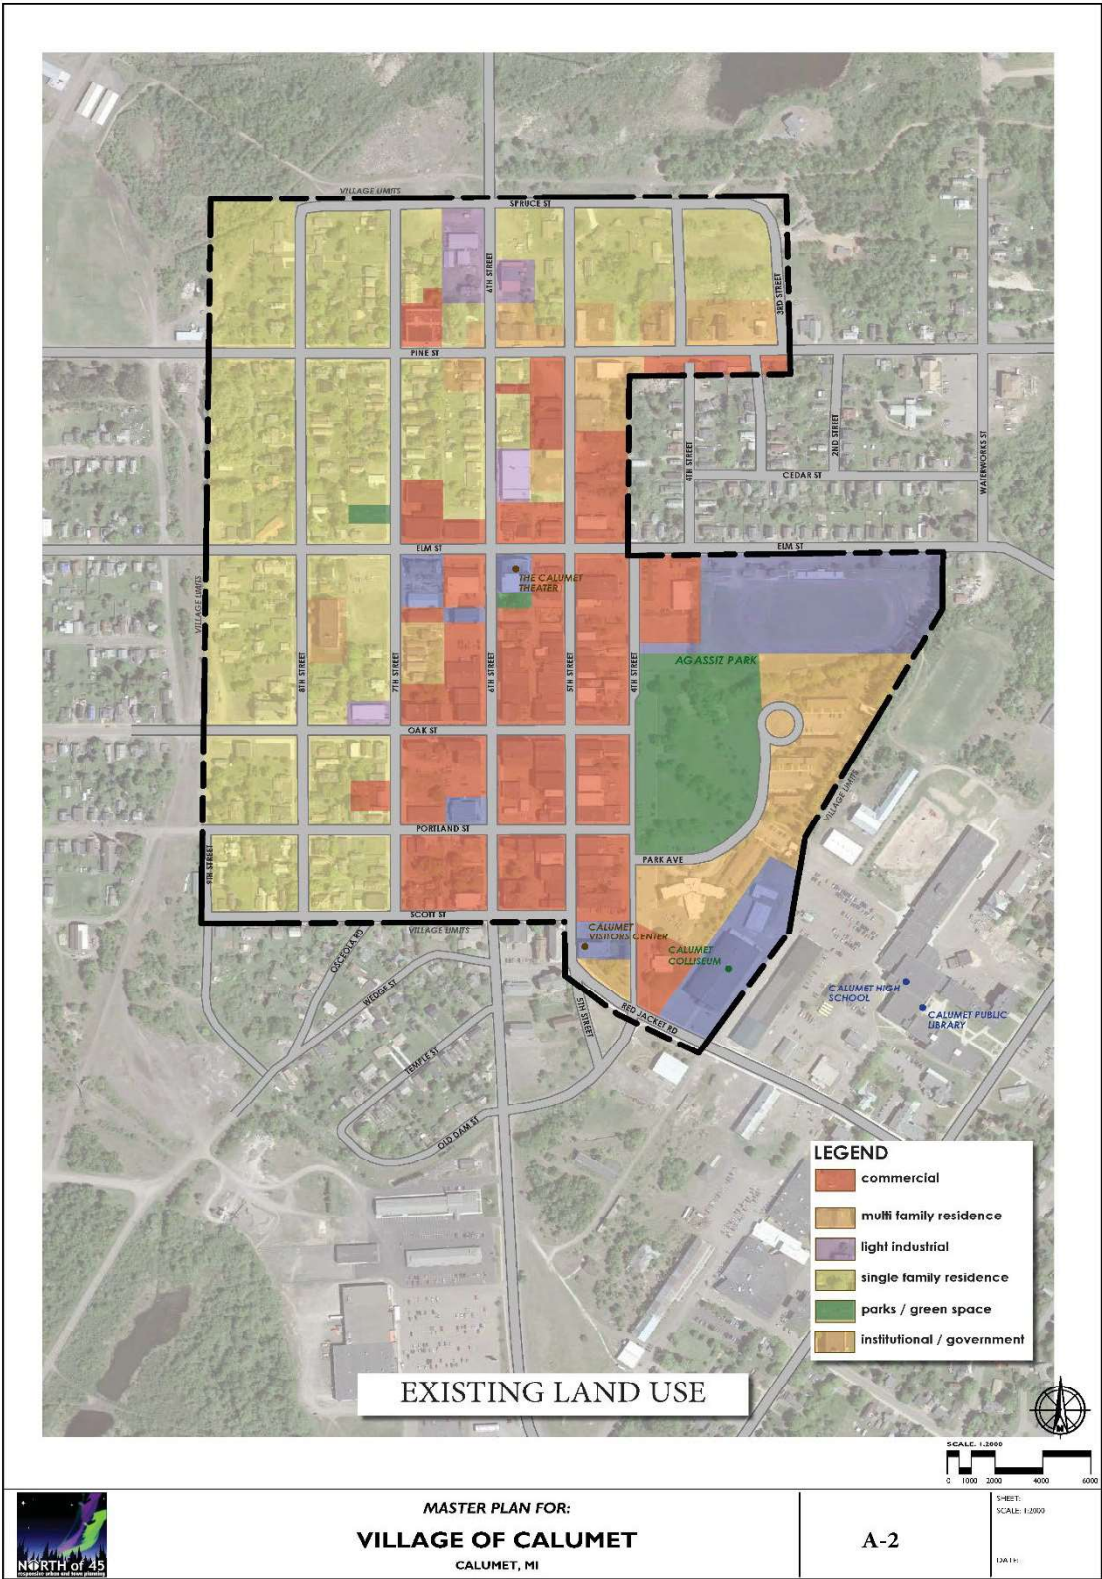 VILLAGE LIMITS
SPRUCE ST
6TH STREET
3RD STREET
PINE ST
4TH STREET
2ND STREET
WATERWORKS ST
CEDAR ST
ELM ST
ELM ST
THE CALUMET
THEATER
VILLAGE LIMITS
8TH STREET
7TH STREET
6TH STREET
5TH STREET
4TH STREET
AGASSIZ PARK
OAK ST
VILLAGE LIMITS
PORTLAND ST
PARK AVE
9TH STREET
SCOTT ST
VILLAGE LIMITS
CALUMET
VISITORS CENTER
CALUMET
COLLISEUM
OSCEOLA RD
WEDGE ST
5TH STREET
RED JACKET RD
CALUMET HIGH
SCHOOL
CALUMET PUBLIC
LIBRARY
TEMPLE ST
OLD DAM ST
LEGEND
commercial
multi family residence
light industrial
single family residence
parks / green space
institutional / government
EXISTING LAND USE
N
SCALE: 1:2000
0 1000 2000 4000 6000
NORTH of 45
responsive urban and town planning
MASTER PLAN FOR:
VILLAGE OF CALUMET
CALUMET, MI
A-2
SHEET:
SCALE: 1:2000
DATE: